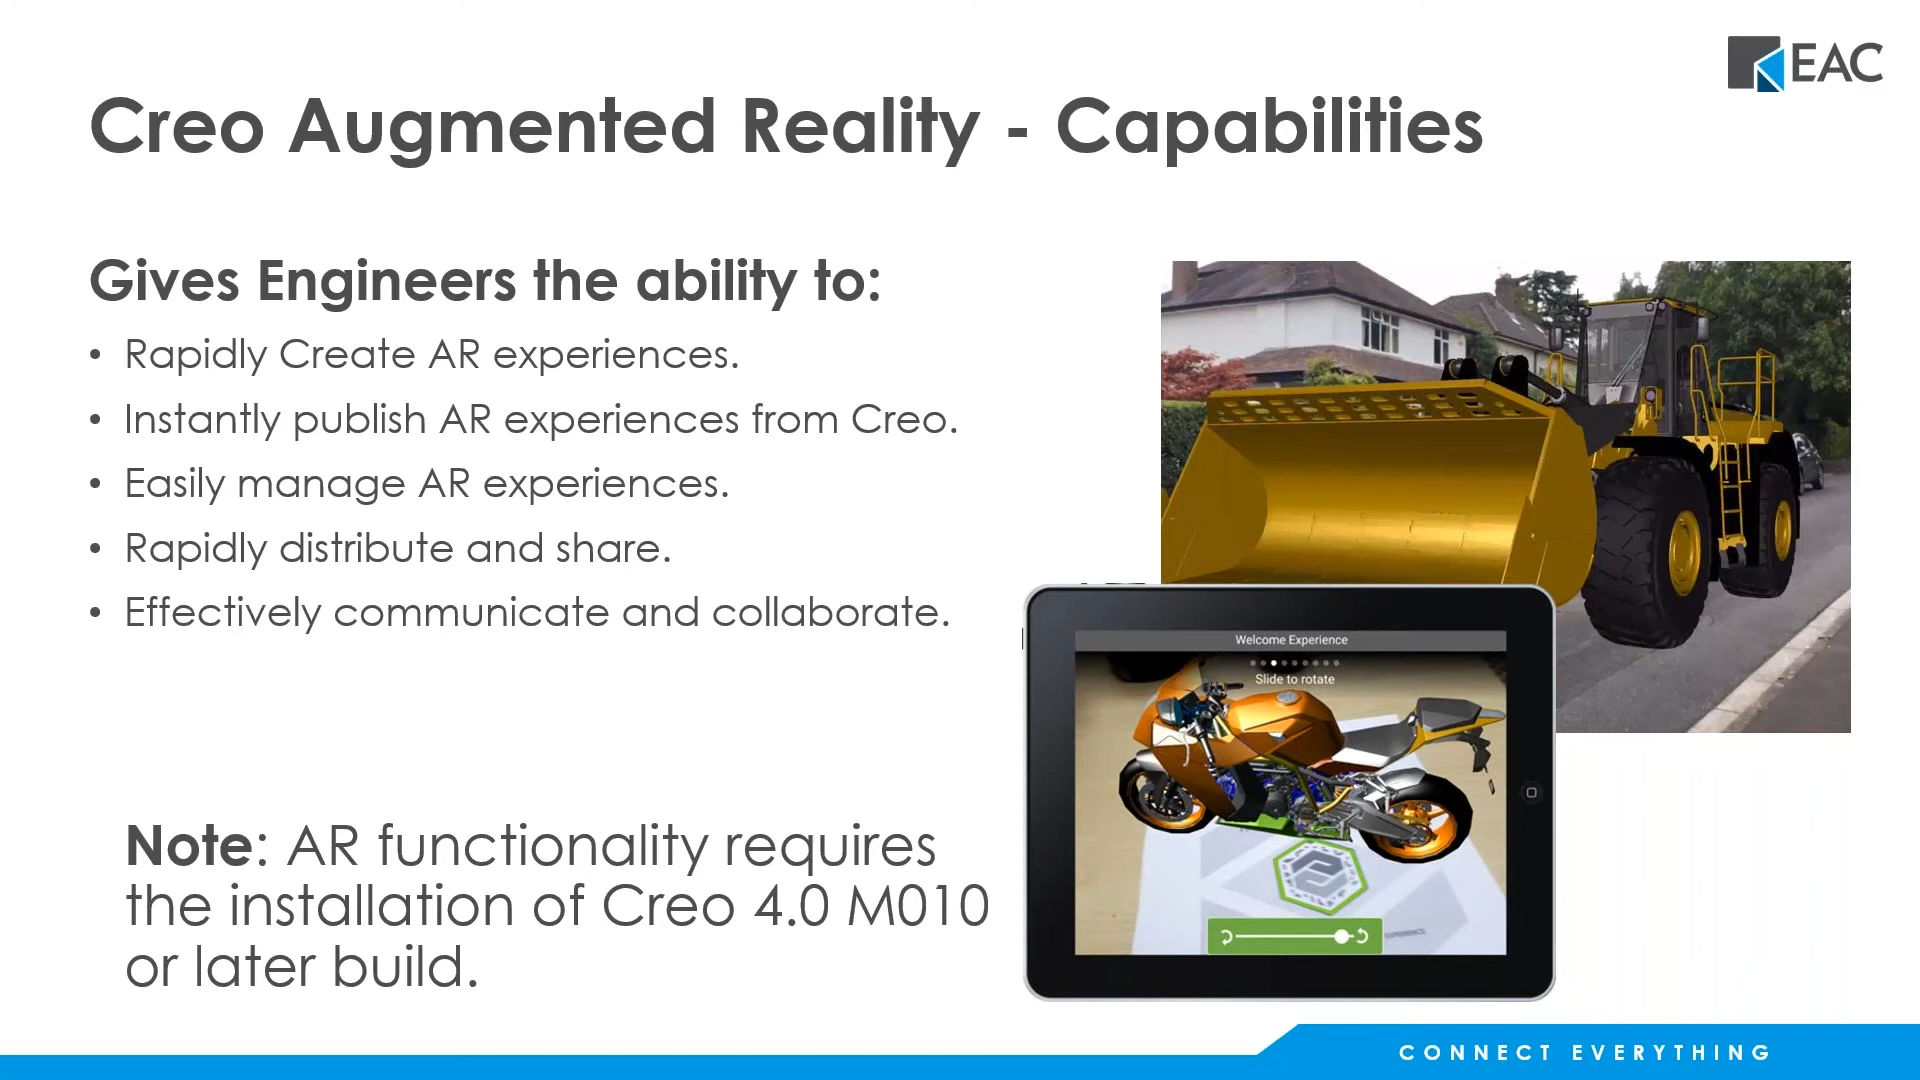 EAC
Creo Augmented Reality - Capabilities
Gives Engineers the ability to:
• Rapidly Create AR experiences.
• Instantly publish AR experiences from Creo.
• Easily manage AR experiences.
• Rapidly distribute and share.
• Effectively communicate and collaborate.
Note: AR functionality requires
the installation of Creo 4.0 M010
or later build.
Welcome Experience
Slide to rotate
EXPERIENCE
CONNECT EVERYTHING